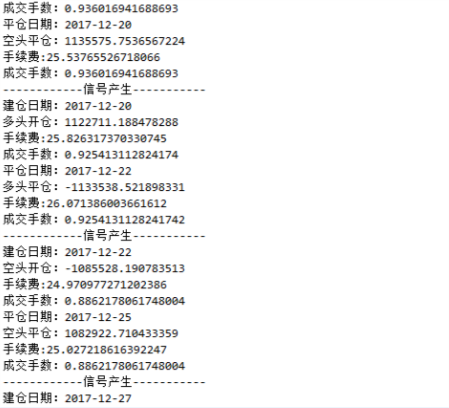 成交手数: 0.936016941688693
平仓日期: 2017-12-20
空头平仓: 1135575.7536567224
手续费:25.53765526718066
成交手数: 0.936016941688693
------------信号产生-----------
建仓日期: 2017-12-20
多头开仓: 1122711.188478288
手续费:25.826317370330745
成交手数: 0.925413112824174
平仓日期: 2017-12-22
多头平仓: -1133538.521898331
手续费:26.071386003661612
成交手数: 0.9254131128241742
------------信号产生-----------
建仓日期: 2017-12-22
空头开仓: -1085528.190783513
手续费:24.970977271202386
成交手数: 0.8862178061748004
平仓日期: 2017-12-25
空头平仓: 1082922.710433359
手续费:25.027218616392247
成交手数: 0.8862178061748004
------------信号产生-----------
建仓日期: 2017-12-27